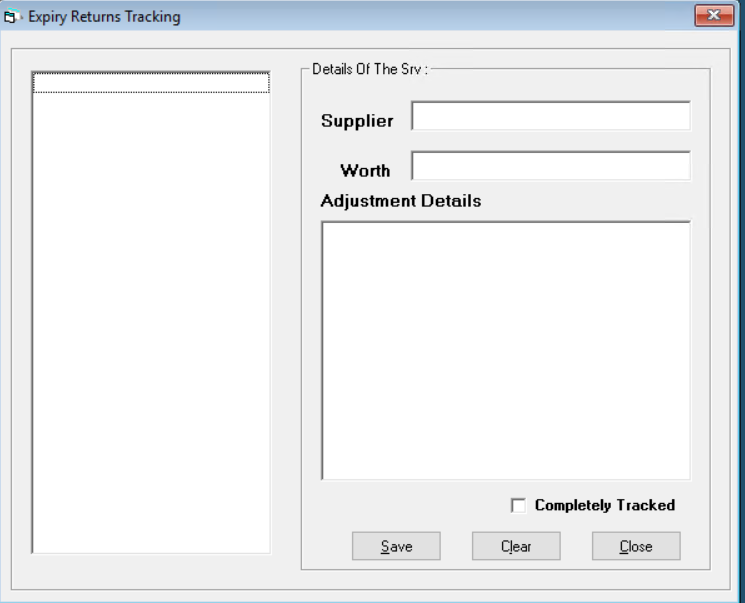 Expiry Returns Tracking
Details Of The Srv :
Supplier
Worth
Adjustment Details
Completely Tracked
Save Clear Close